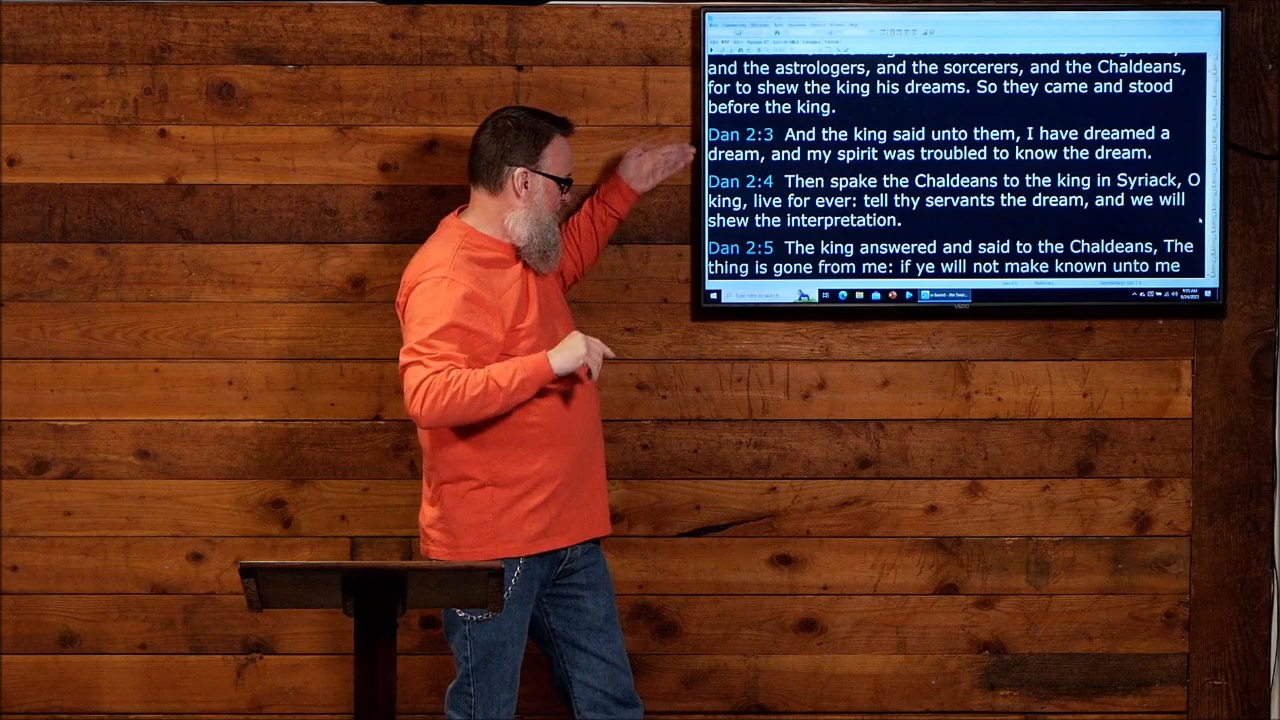 and the astrologers, and the sorcerers, and the Chaldeans,
for to shew the king his dreams. So they came and stood
before the king.
Dan 2:3 And the king said unto them, I have dreamed a
dream, and my spirit was troubled to know the dream.
Dan 2:4 Then spake the Chaldeans to the king in Syriack, O
king, live for ever: tell thy servants the dream, and we will
shew the interpretation.
Dan 2:5 The king answered and said to the Chaldeans, The
thing is gone from me: if ye will not make known unto me
Type here to search
VIZIO